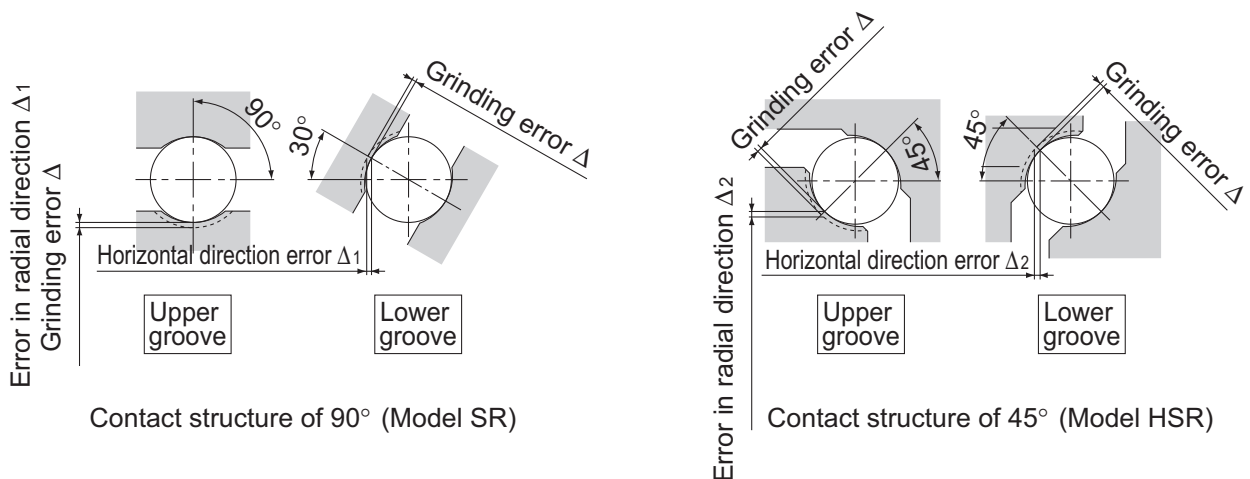 Error in radial direction Δ1
Grinding error Δ
90°
30°
Grinding error Δ
Horizontal direction error Δ1
Upper
groove
Lower
groove
Contact structure of 90° (Model SR)
Error in radial direction Δ2
Grinding error Δ
45°
45°
Grinding error Δ
Horizontal direction error Δ2
Upper
groove
Lower
groove
Contact structure of 45° (Model HSR)